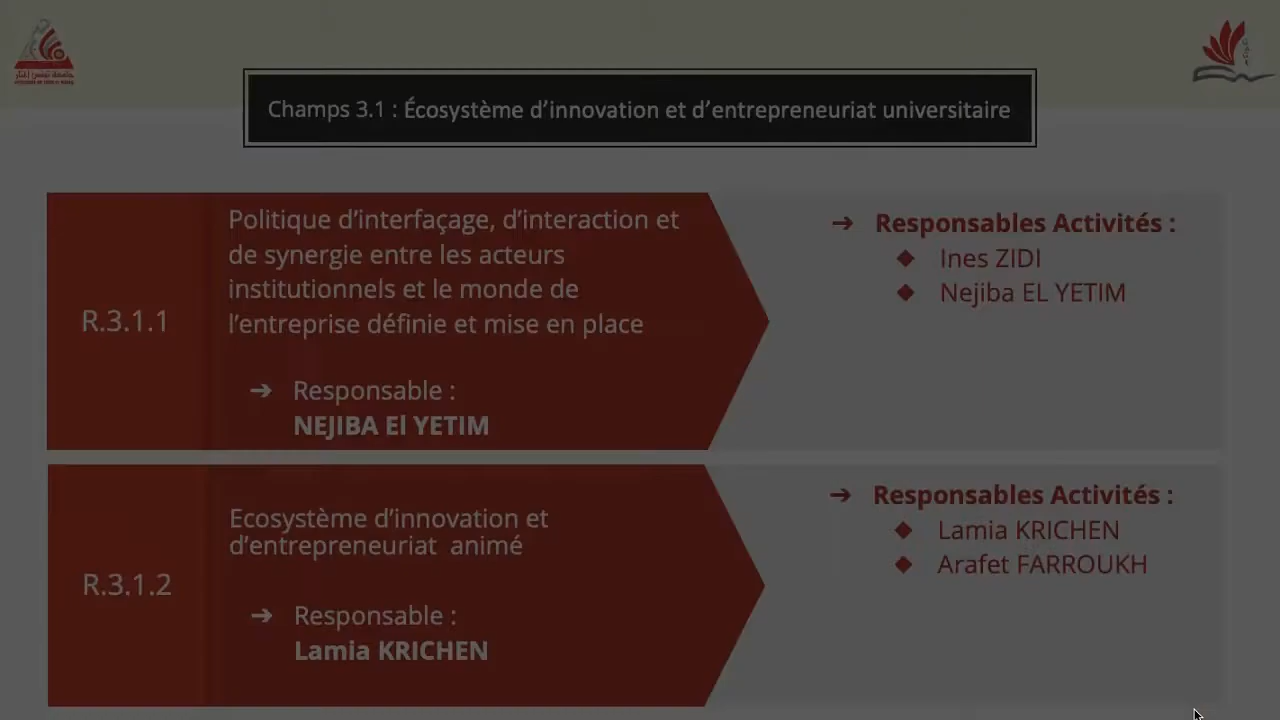 Champs 3.1 : Écosystème d’innovation et d’entrepreneuriat universitaire
R.3.1.1
Politique d’interfaçage, d’interaction et
de synergie entre les acteurs
institutionnels et le monde de
l’entreprise définie et mise en place
➔ Responsable :
NEJIBA El YETIM
➔ Responsables Activités :
◆ Ines ZIDI
◆ Nejiba EL YETIM
R.3.1.2
Ecosystème d’innovation et
d’entrepreneuriat animé
➔ Responsable :
Lamia KRICHEN
➔ Responsables Activités :
◆ Lamia KRICHEN
◆ Arafet FARROUKH